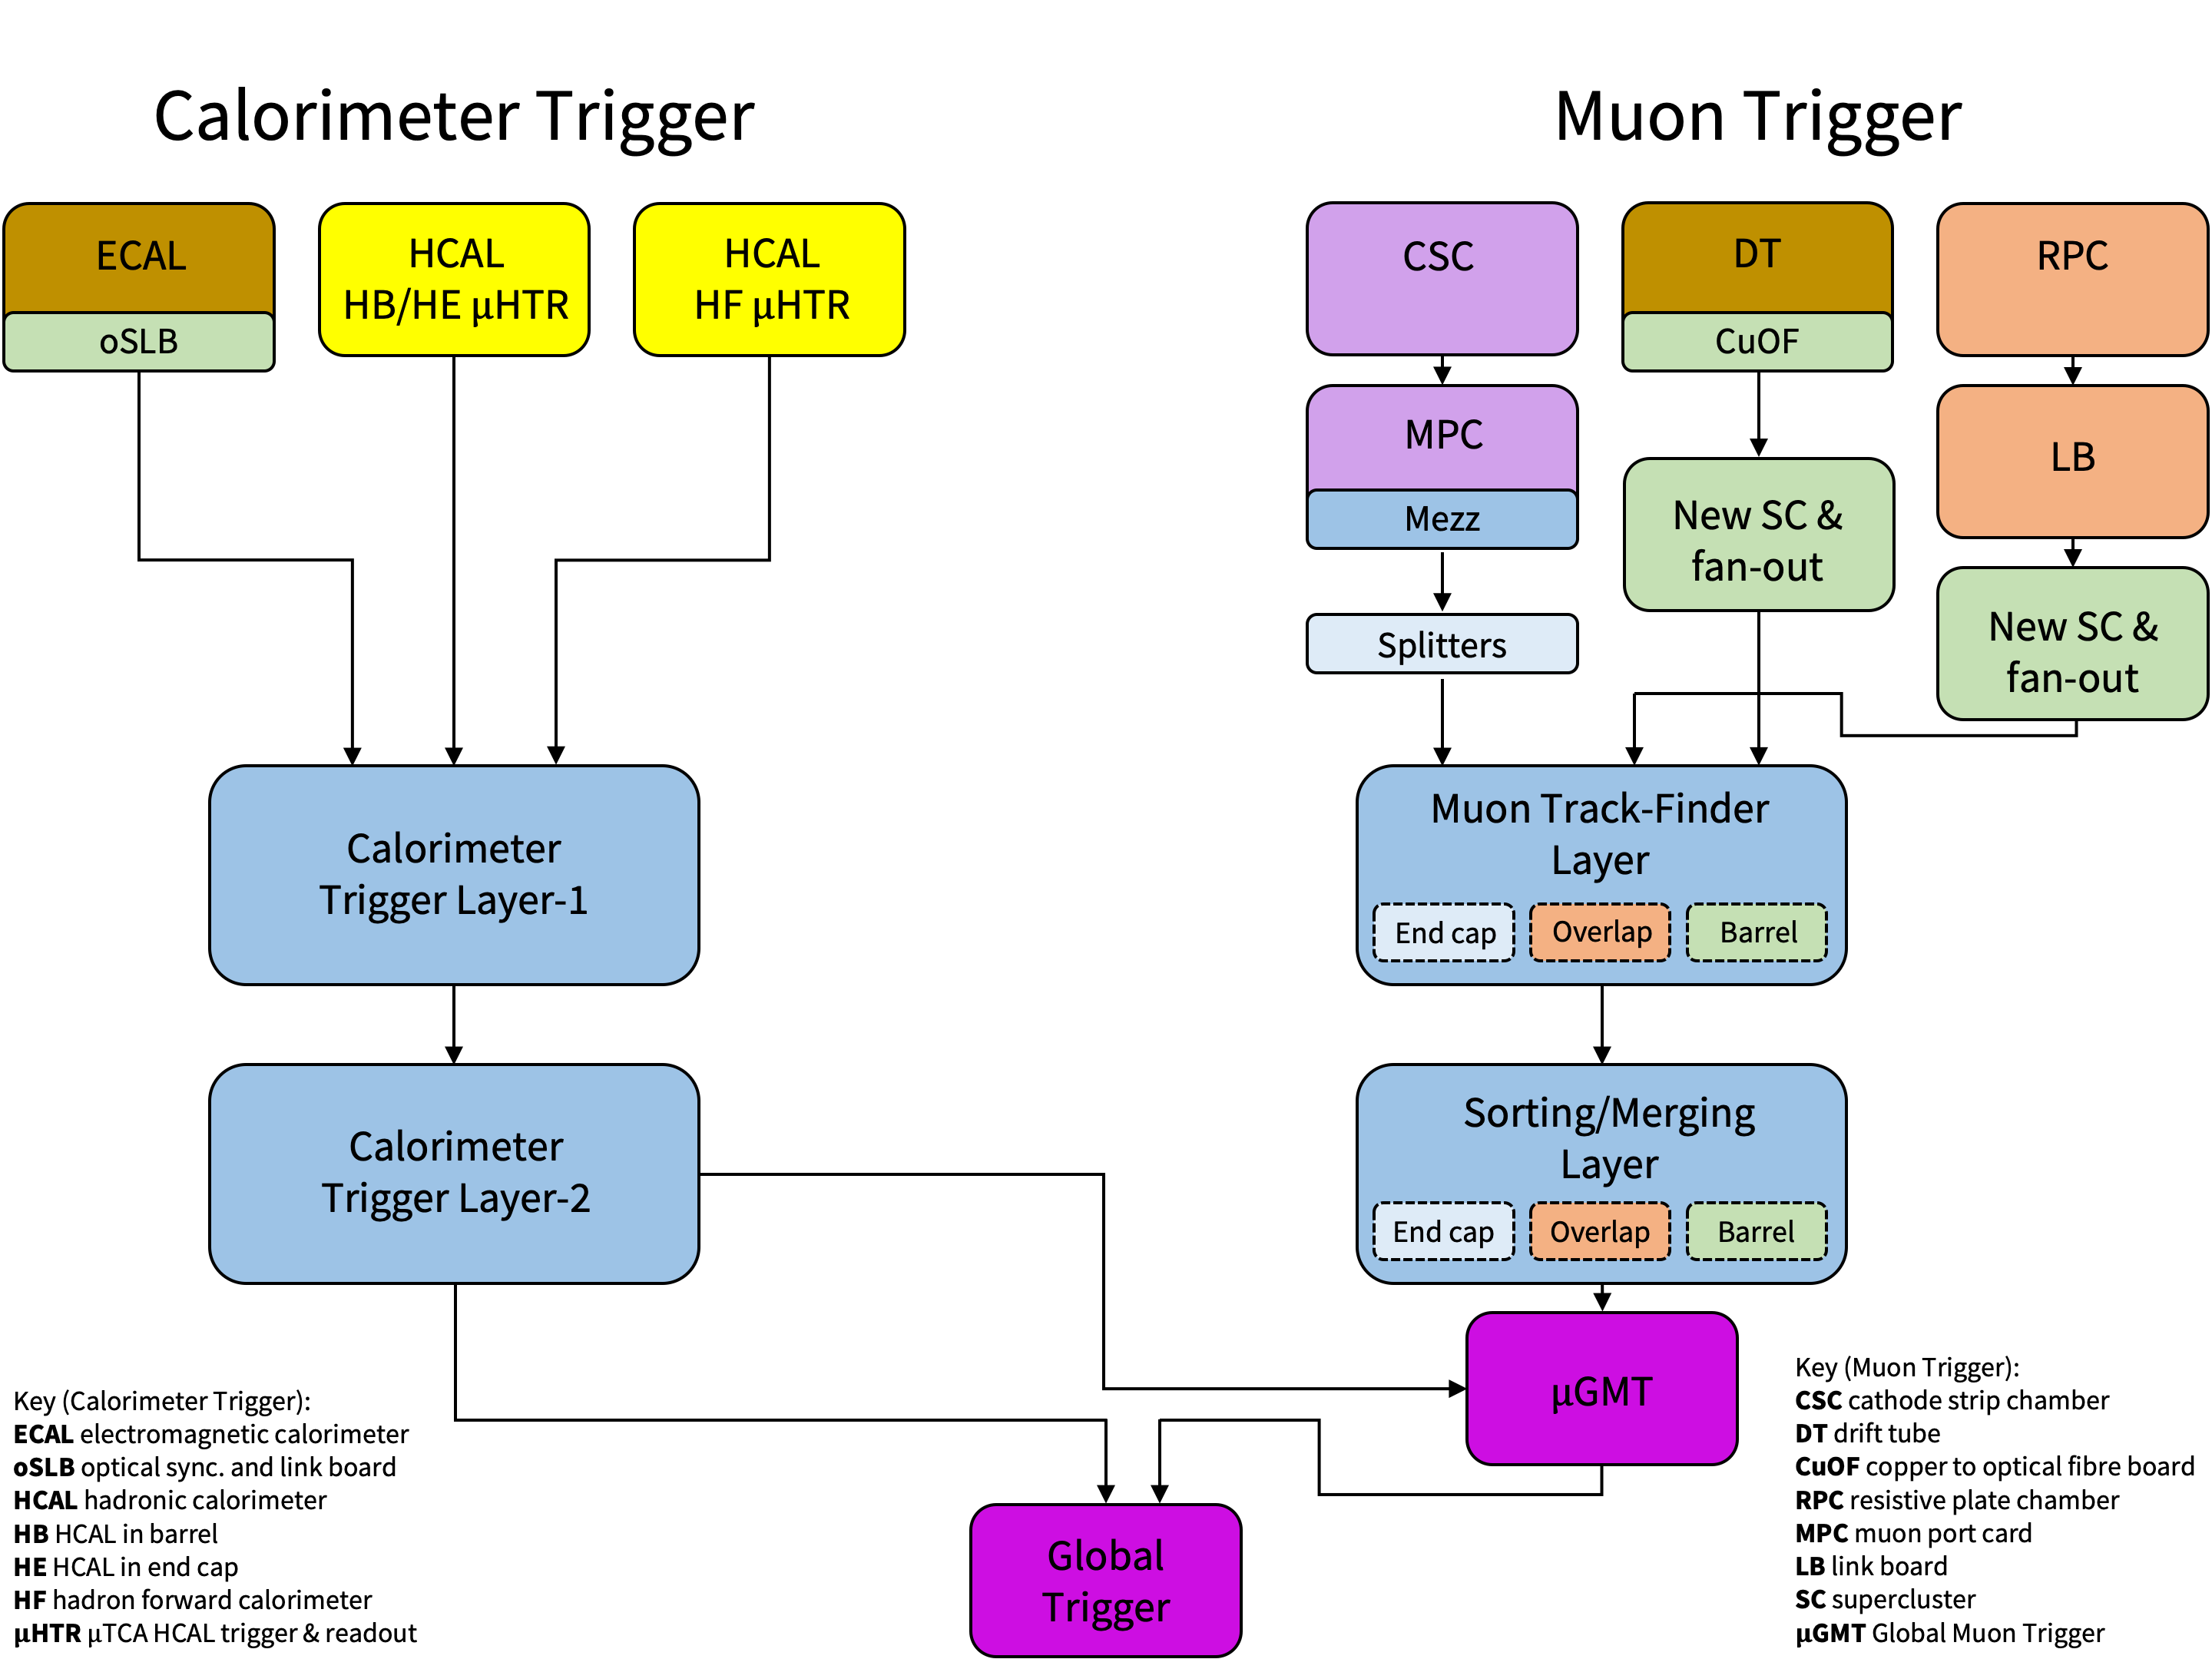 Calorimeter Trigger
Muon Trigger
ECAL
oSLB
HCAL
HB/HE μHTR
HCAL
HF μHTR
CSC
DT
CuOF
RPC
MPC
Mezz
LB
New SC &
fan-out
Splitters
New SC &
fan-out
Calorimeter
Trigger Layer-1
Muon Track-Finder
Layer
End cap
Overlap
Barrel
Calorimeter
Trigger Layer-2
Sorting/Merging
Layer
End cap
Overlap
Barrel
μGMT
Global
Trigger
Key (Calorimeter Trigger):
ECAL electromagnetic calorimeter
oSLB optical sync. and link board
HCAL hadronic calorimeter
HB HCAL in barrel
HE HCAL in end cap
HF hadron forward calorimeter
μHTR μTCA HCAL trigger & readout
Key (Muon Trigger):
CSC cathode strip chamber
DT drift tube
CuOF copper to optical fibre board
RPC resistive plate chamber
MPC muon port card
LB link board
SC supercluster
μGMT Global Muon Trigger